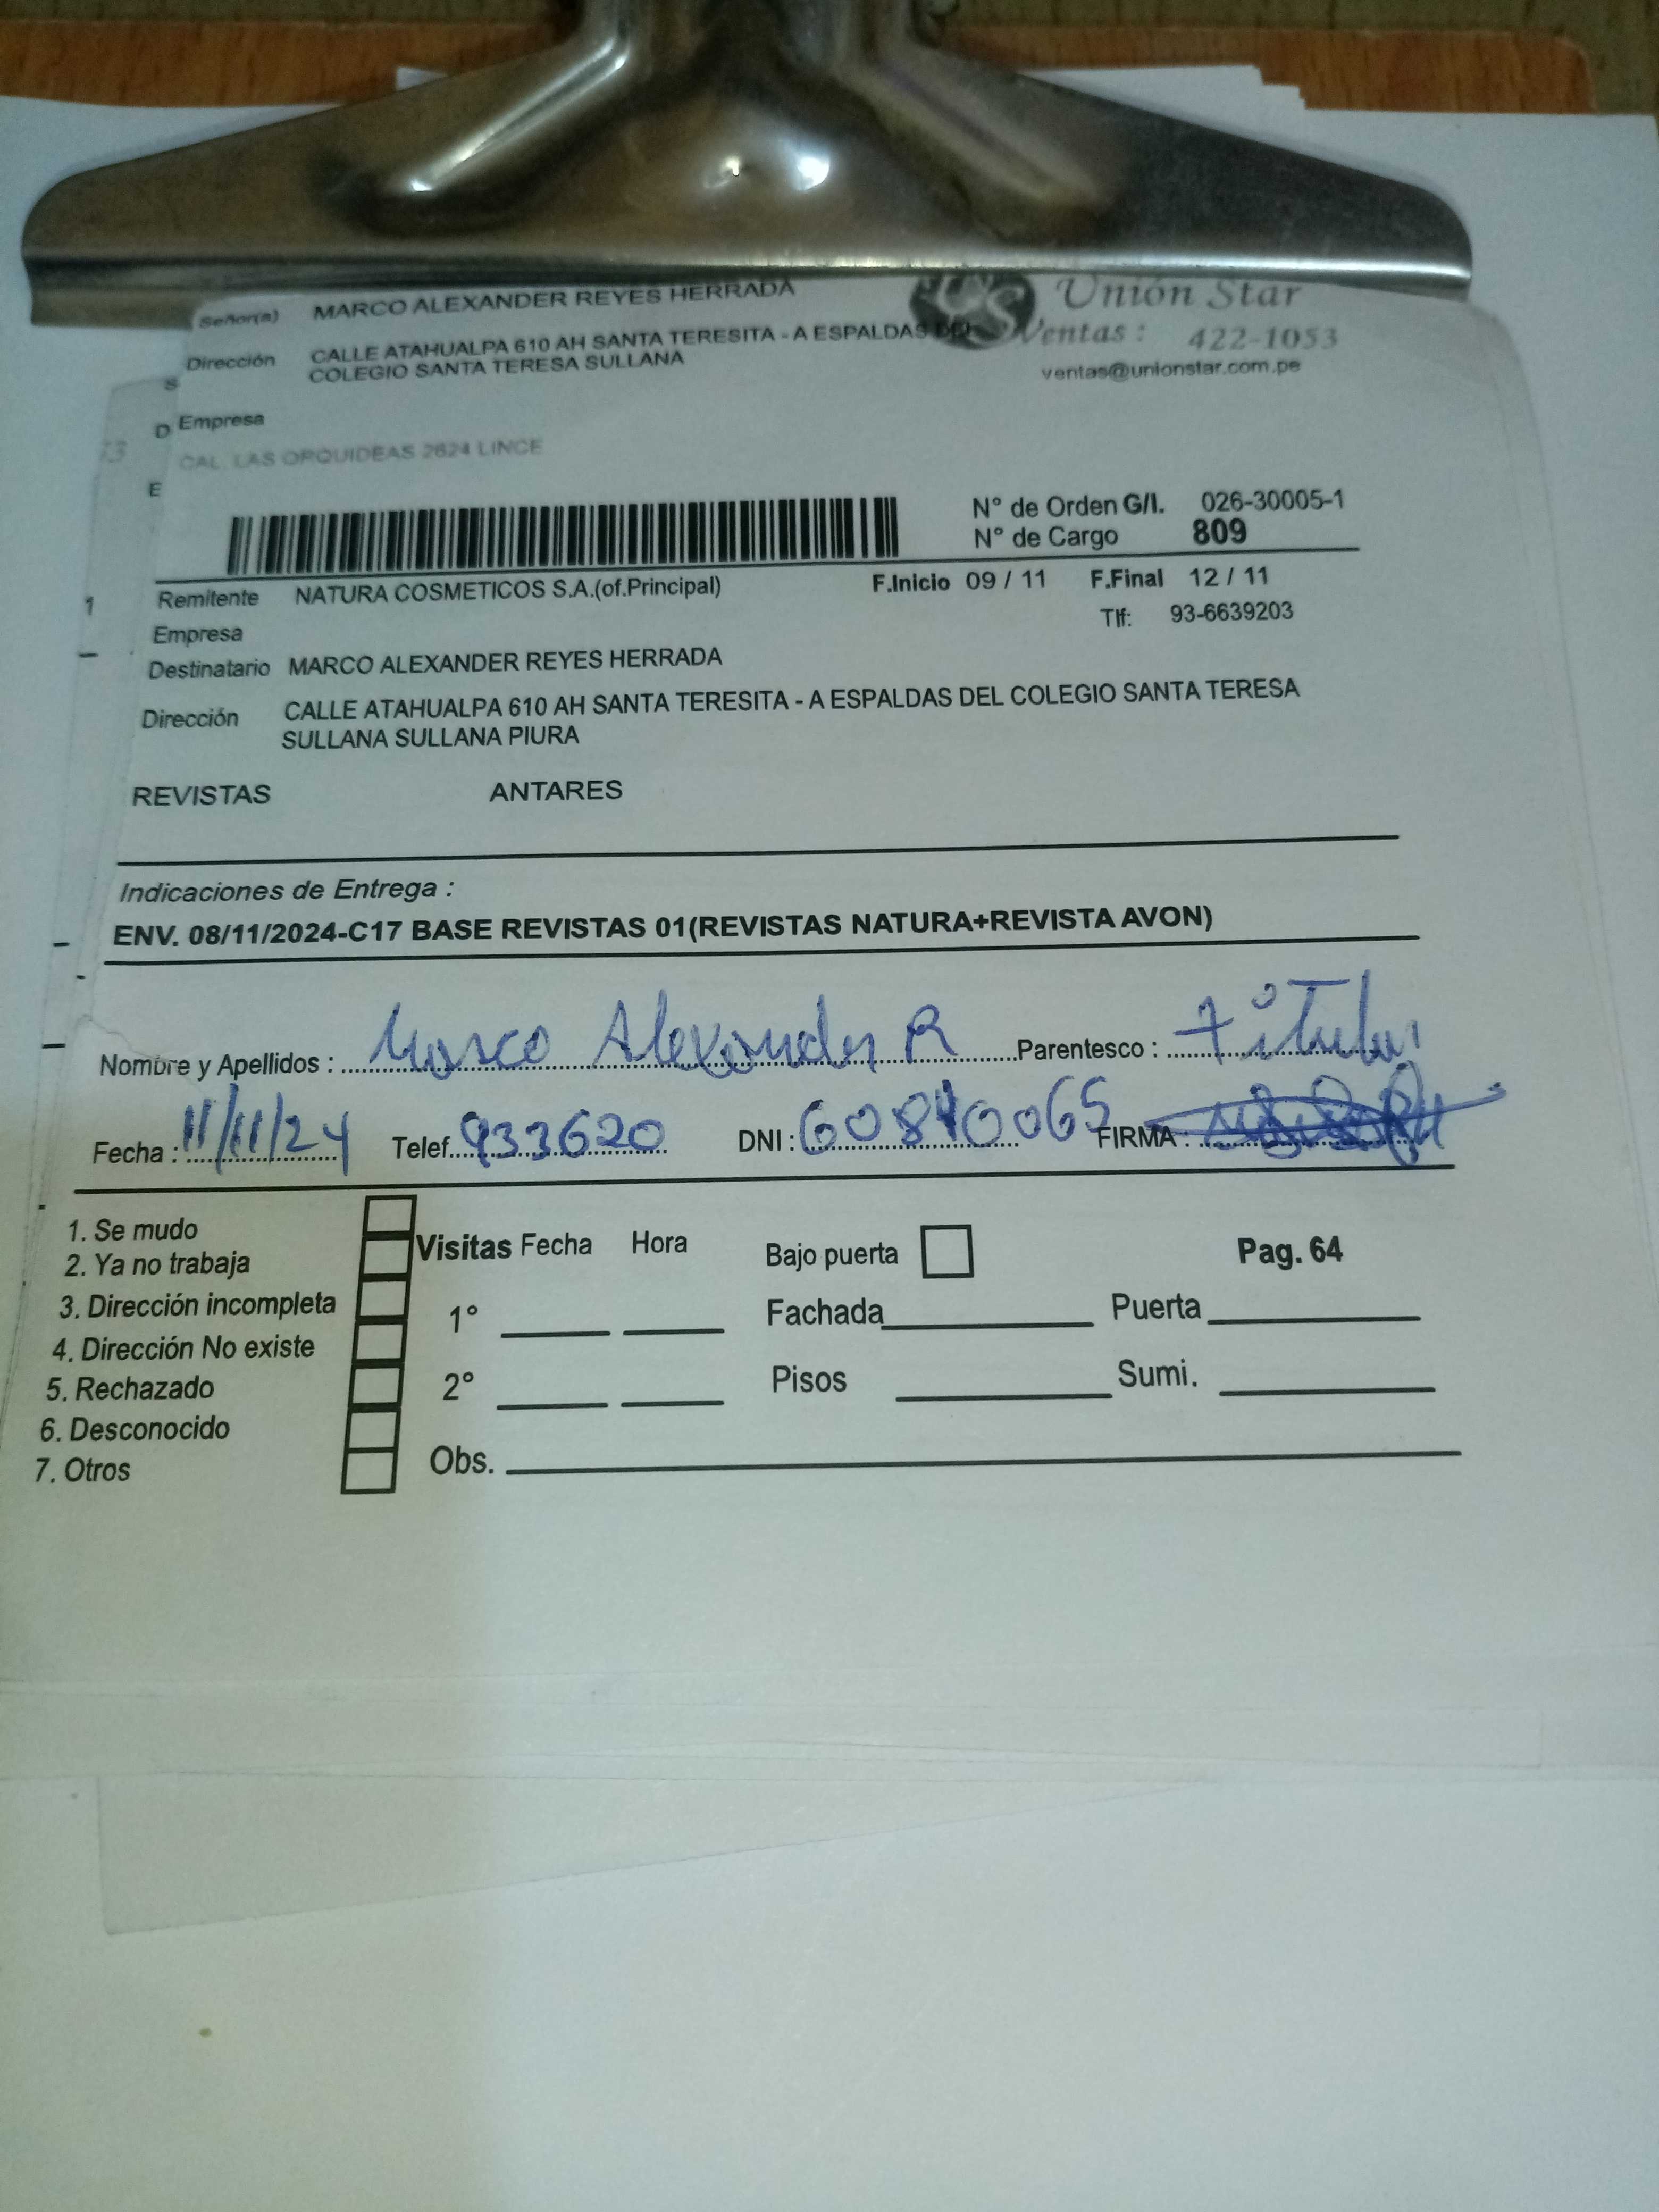 Señor(a) MARCO ALEXANDER REYES HERRADA
Unión Star
Dirección CALLE ATAHUALPA 610 AH SANTA TERESITA - A ESPALDAS DEL
COLEGIO SANTA TERESA SULLANA
Ventas : 422-1053
ventas@unionstar.com.pe
S
D Empresa
CAL. LAS ORQUIDEAS 2624 LINCE
E
N° de Orden G/I. 026-30005-1
N° de Cargo 809
1 Remitente NATURA COSMETICOS S.A.(of.Principal) F.Inicio 09 / 11 F.Final 12 / 11
Empresa Tlf: 93-6639203
Destinatario MARCO ALEXANDER REYES HERRADA
Dirección CALLE ATAHUALPA 610 AH SANTA TERESITA - A ESPALDAS DEL COLEGIO SANTA TERESA
SULLANA SULLANA PIURA
REVISTAS ANTARES
Indicaciones de Entrega :
ENV. 08/11/2024-C17 BASE REVISTAS 01(REVISTAS NATURA+REVISTA AVON)
Nombre y Apellidos : Marco Alexander R Parentesco : Titular
Fecha : 11/11/24 Telef. 933620 DNI : 60840065 FIRMA :
1. Se mudo
2. Ya no trabaja
3. Dirección incompleta
4. Dirección No existe
5. Rechazado
6. Desconocido
7. Otros
Visitas Fecha Hora Bajo puerta Pag. 64
1° Fachada Puerta
2° Pisos Sumi.
Obs.